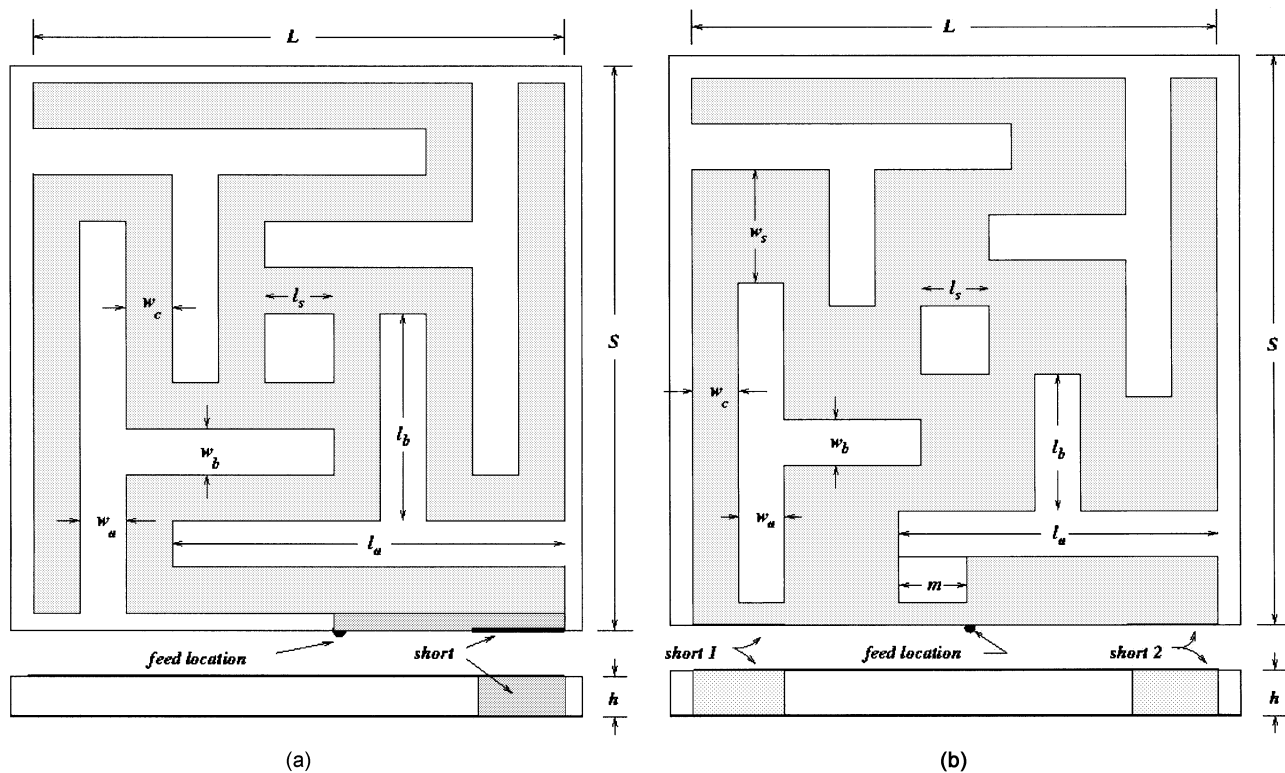 L
w_c
l_s
l_b
w_b
w_a
l_a
S
feed location
short
h
(a)
L
w_s
l_s
w_c
w_b
l_b
w_a
l_a
m
S
short 1
feed location
short 2
h
(b)